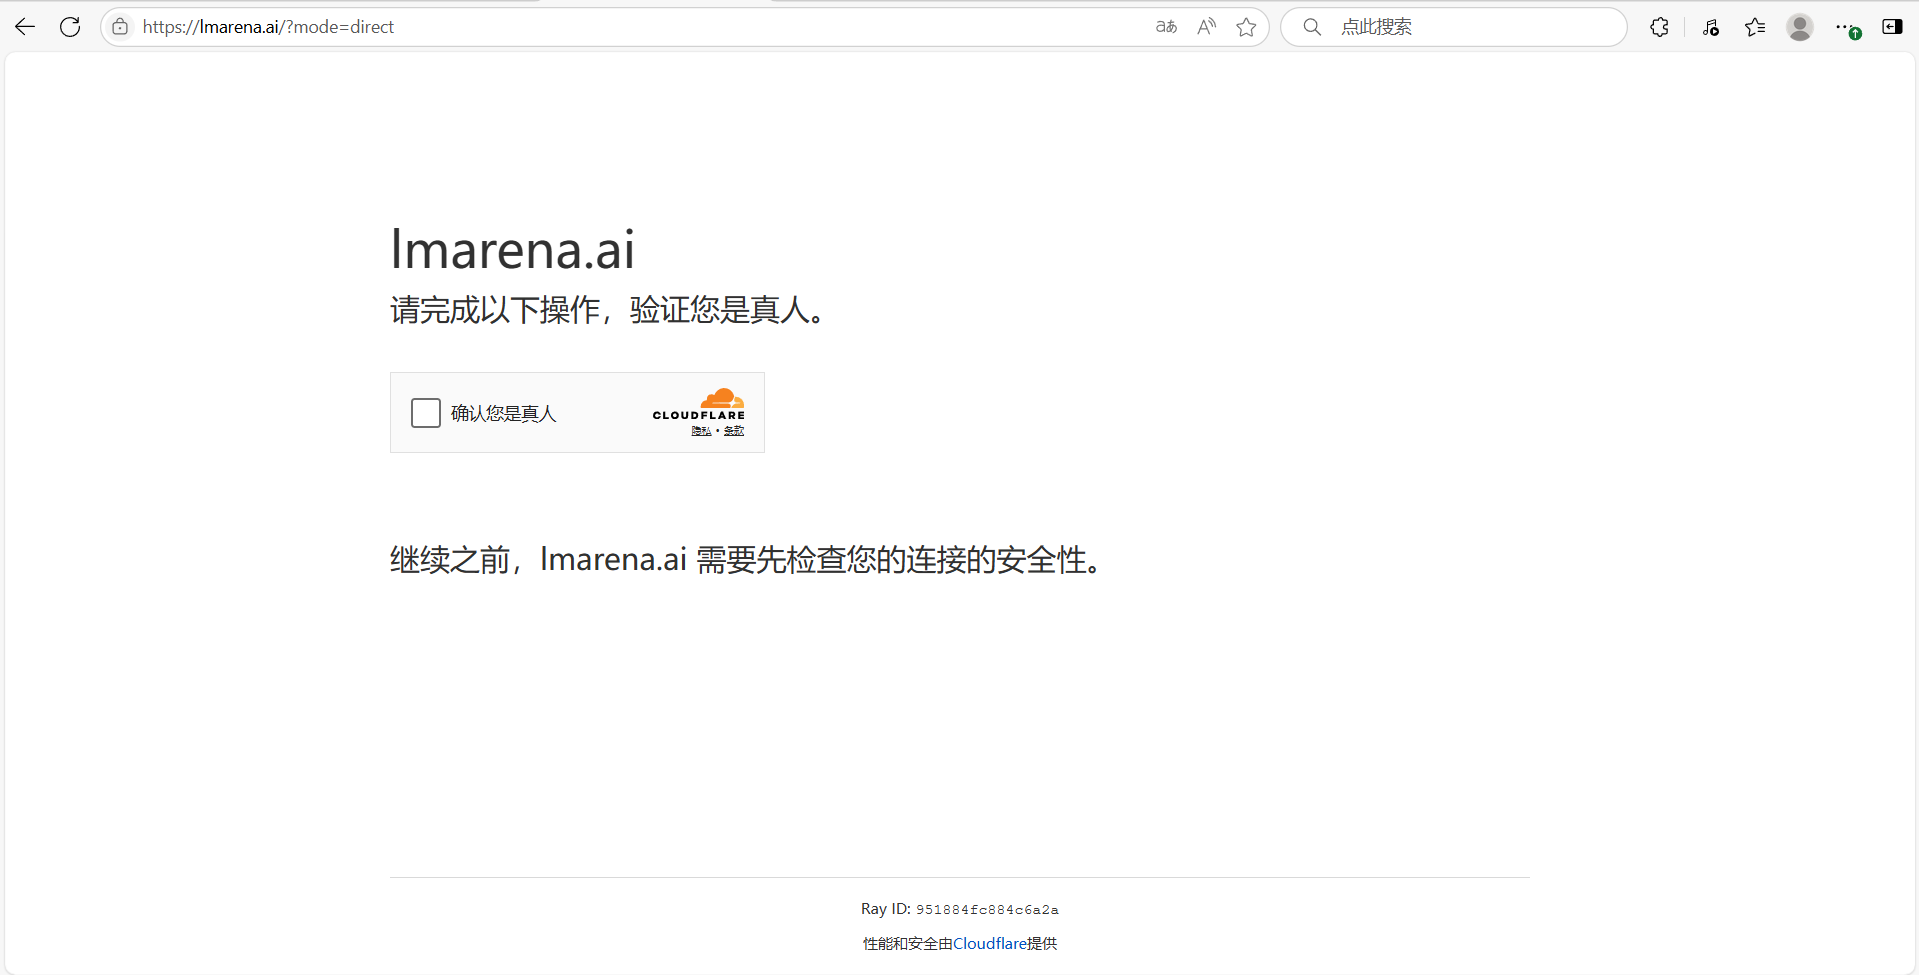 https://lmarena.ai/?mode=direct
点此搜索
lmarena.ai
请完成以下操作，验证您是真人。
确认您是真人
CLOUDFLARE
隐私 • 条款
继续之前，lmarena.ai 需要先检查您的连接的安全性。
Ray ID: 951884fc884c6a2a
性能和安全由Cloudflare提供